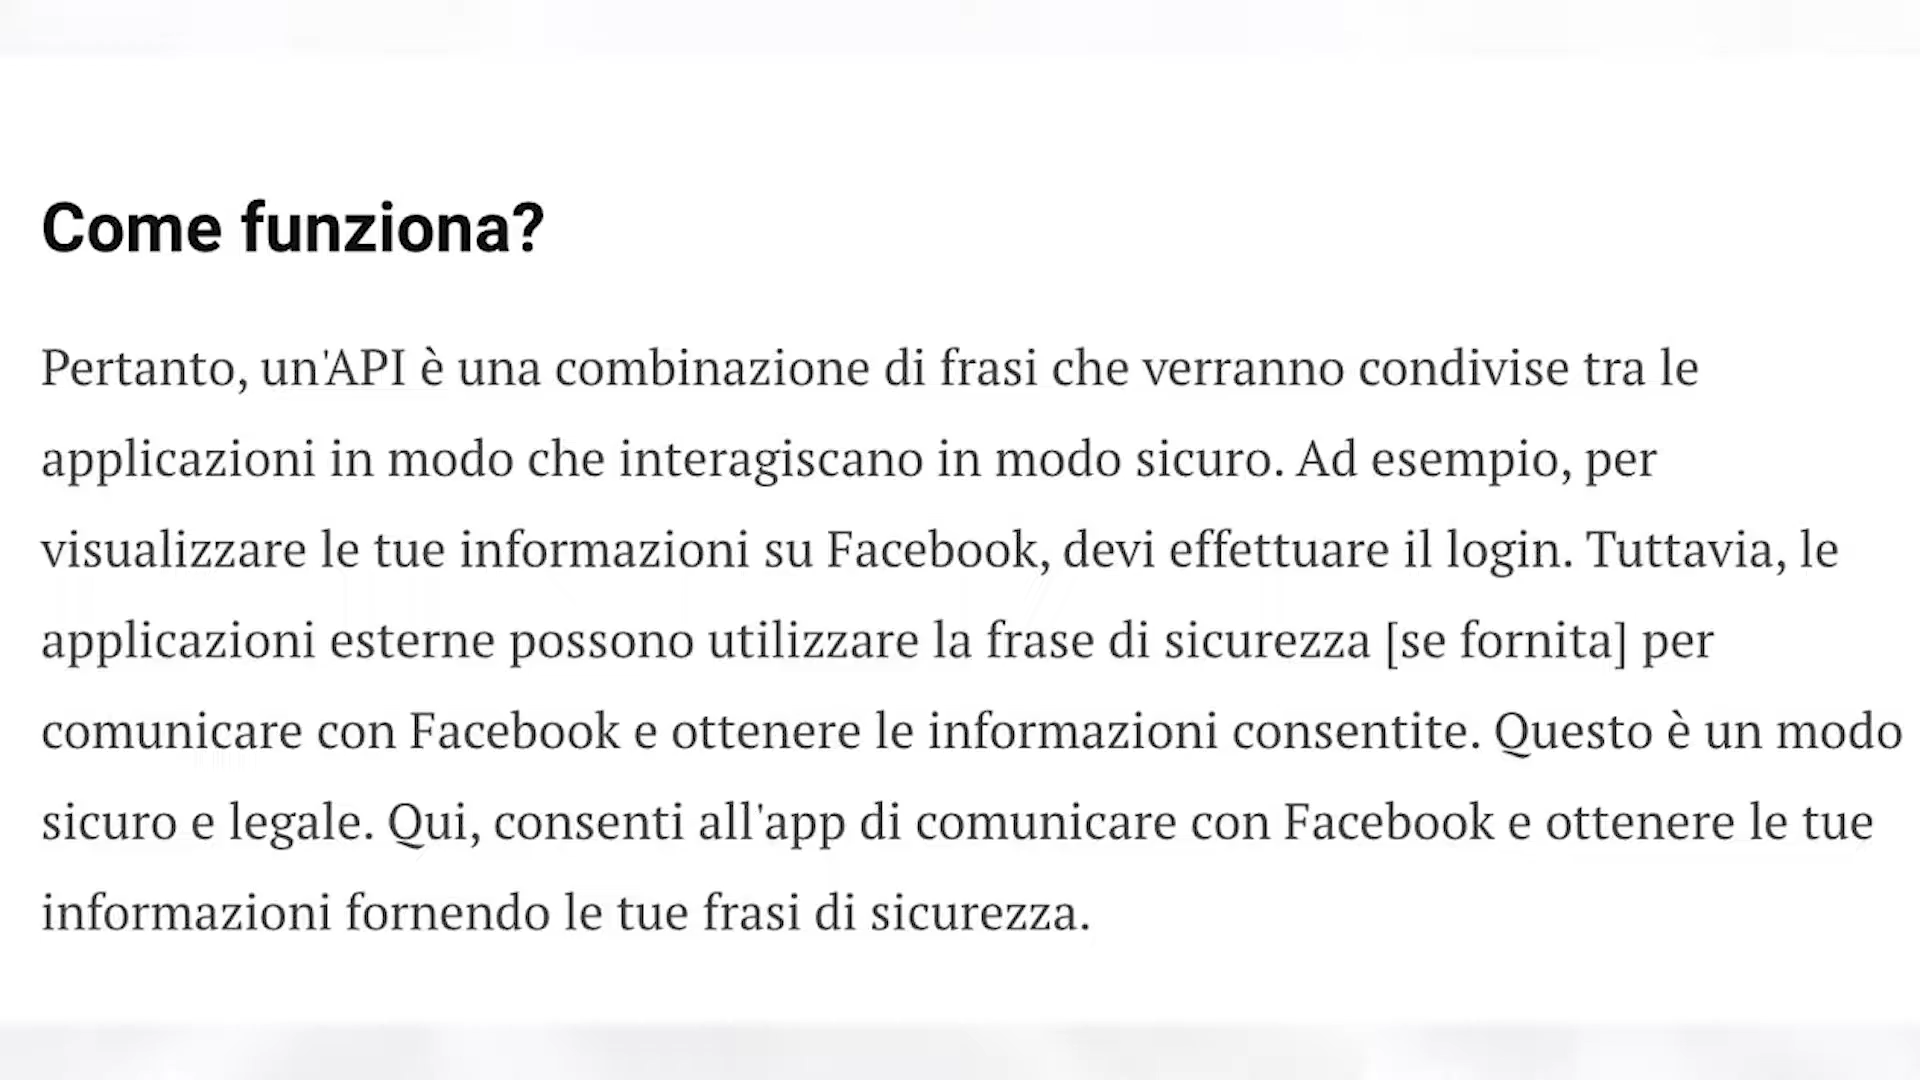 Come funziona?
Pertanto, un'API è una combinazione di frasi che verranno condivise tra le
applicazioni in modo che interagiscano in modo sicuro. Ad esempio, per
visualizzare le tue informazioni su Facebook, devi effettuare il login. Tuttavia, le
applicazioni esterne possono utilizzare la frase di sicurezza [se fornita] per
comunicare con Facebook e ottenere le informazioni consentite. Questo è un modo
sicuro e legale. Qui, consenti all'app di comunicare con Facebook e ottenere le tue
informazioni fornendo le tue frasi di sicurezza.